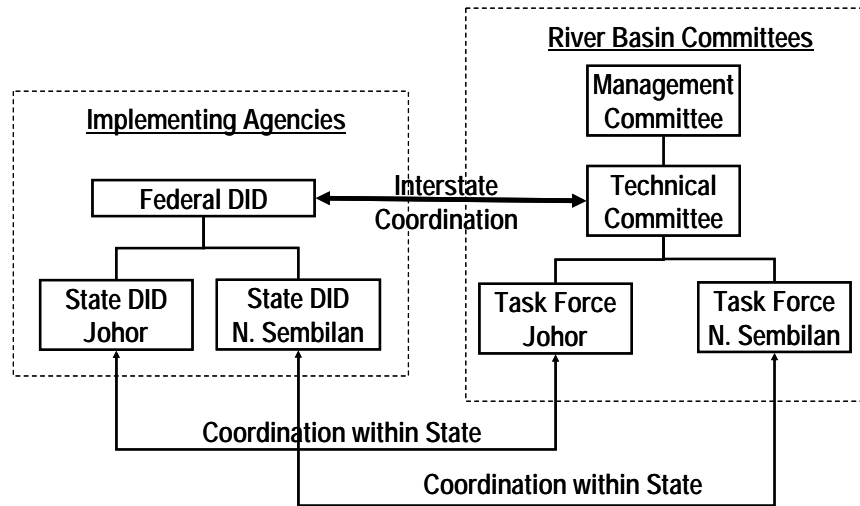 River Basin Committees
Management
Committee
Implementing Agencies
Federal DID
Interstate
Coordination
Technical
Committee
State DID
Johor
State DID
N. Sembilan
Task Force
Johor
Task Force
N. Sembilan
Coordination within State
Coordination within State